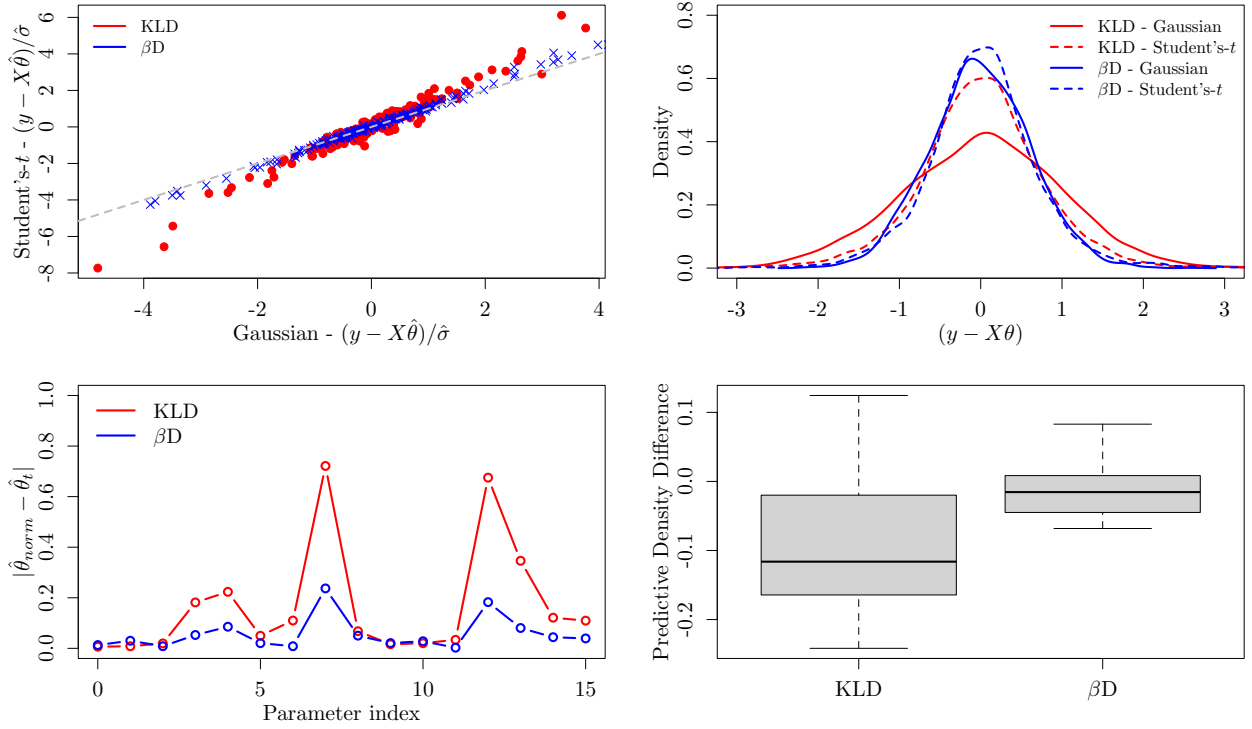 Student's-t - (y − Xθ̂)/σ̂
6
4
2
0
-2
-4
-6
-8
KLD
βD
-4
-2
0
2
4
Gaussian - (y − Xθ̂)/σ̂
Density
0.8
0.6
0.4
0.2
0.0
KLD - Gaussian
KLD - Student's-t
βD - Gaussian
βD - Student's-t
-3
-2
-1
0
1
2
3
(y − Xθ)
|θ̂norm − θ̂t|
1.0
0.8
0.6
0.4
0.2
0.0
KLD
βD
0
5
10
15
Parameter index
Predictive Density Difference
0.1
0.0
-0.1
-0.2
KLD
βD